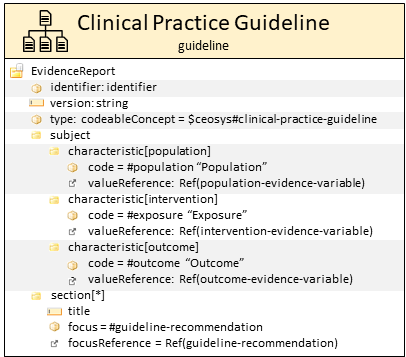 Clinical Practice Guideline
guideline
EvidenceReport
identifier: identifier
version: string
type: codeableConcept = $ceosys#clinical-practice-guideline
subject
characteristic[population]
code = #population “Population”
valueReference: Ref(population-evidence-variable)
characteristic[intervention]
code = #exposure “Exposure”
valueReference: Ref(intervention-evidence-variable)
characteristic[outcome]
code = #outcome “Outcome”
valueReference: Ref(outcome-evidence-variable)
section[*]
title
focus = #guideline-recommendation
focusReference = Ref(guideline-recommendation)